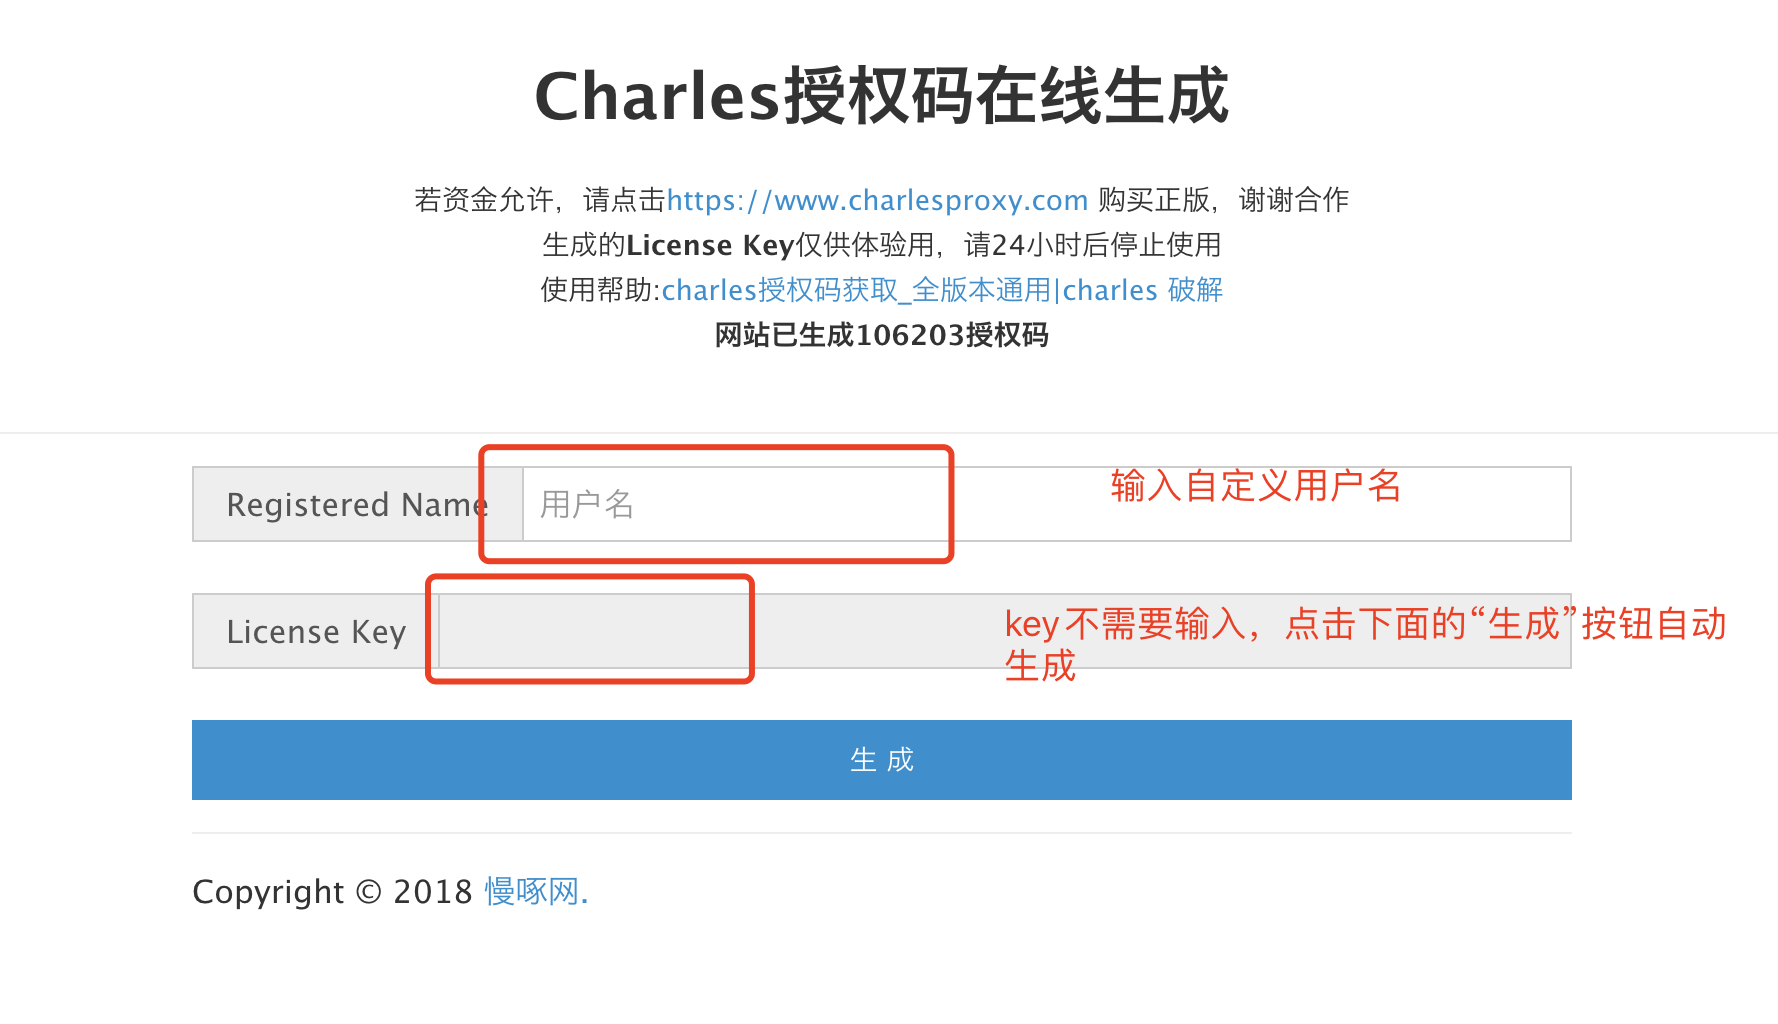 Charles授权码在线生成
若资金允许，请点击https://www.charlesproxy.com 购买正版，谢谢合作
生成的License Key仅供体验用，请24小时后停止使用
使用帮助:charles授权码获取_全版本通用|charles 破解
网站已生成106203授权码
Registered Name
用户名
输入自定义用户名
License Key
key不需要输入，点击下面的“生成”按钮自动
生成
生 成
Copyright © 2018 慢啄网.